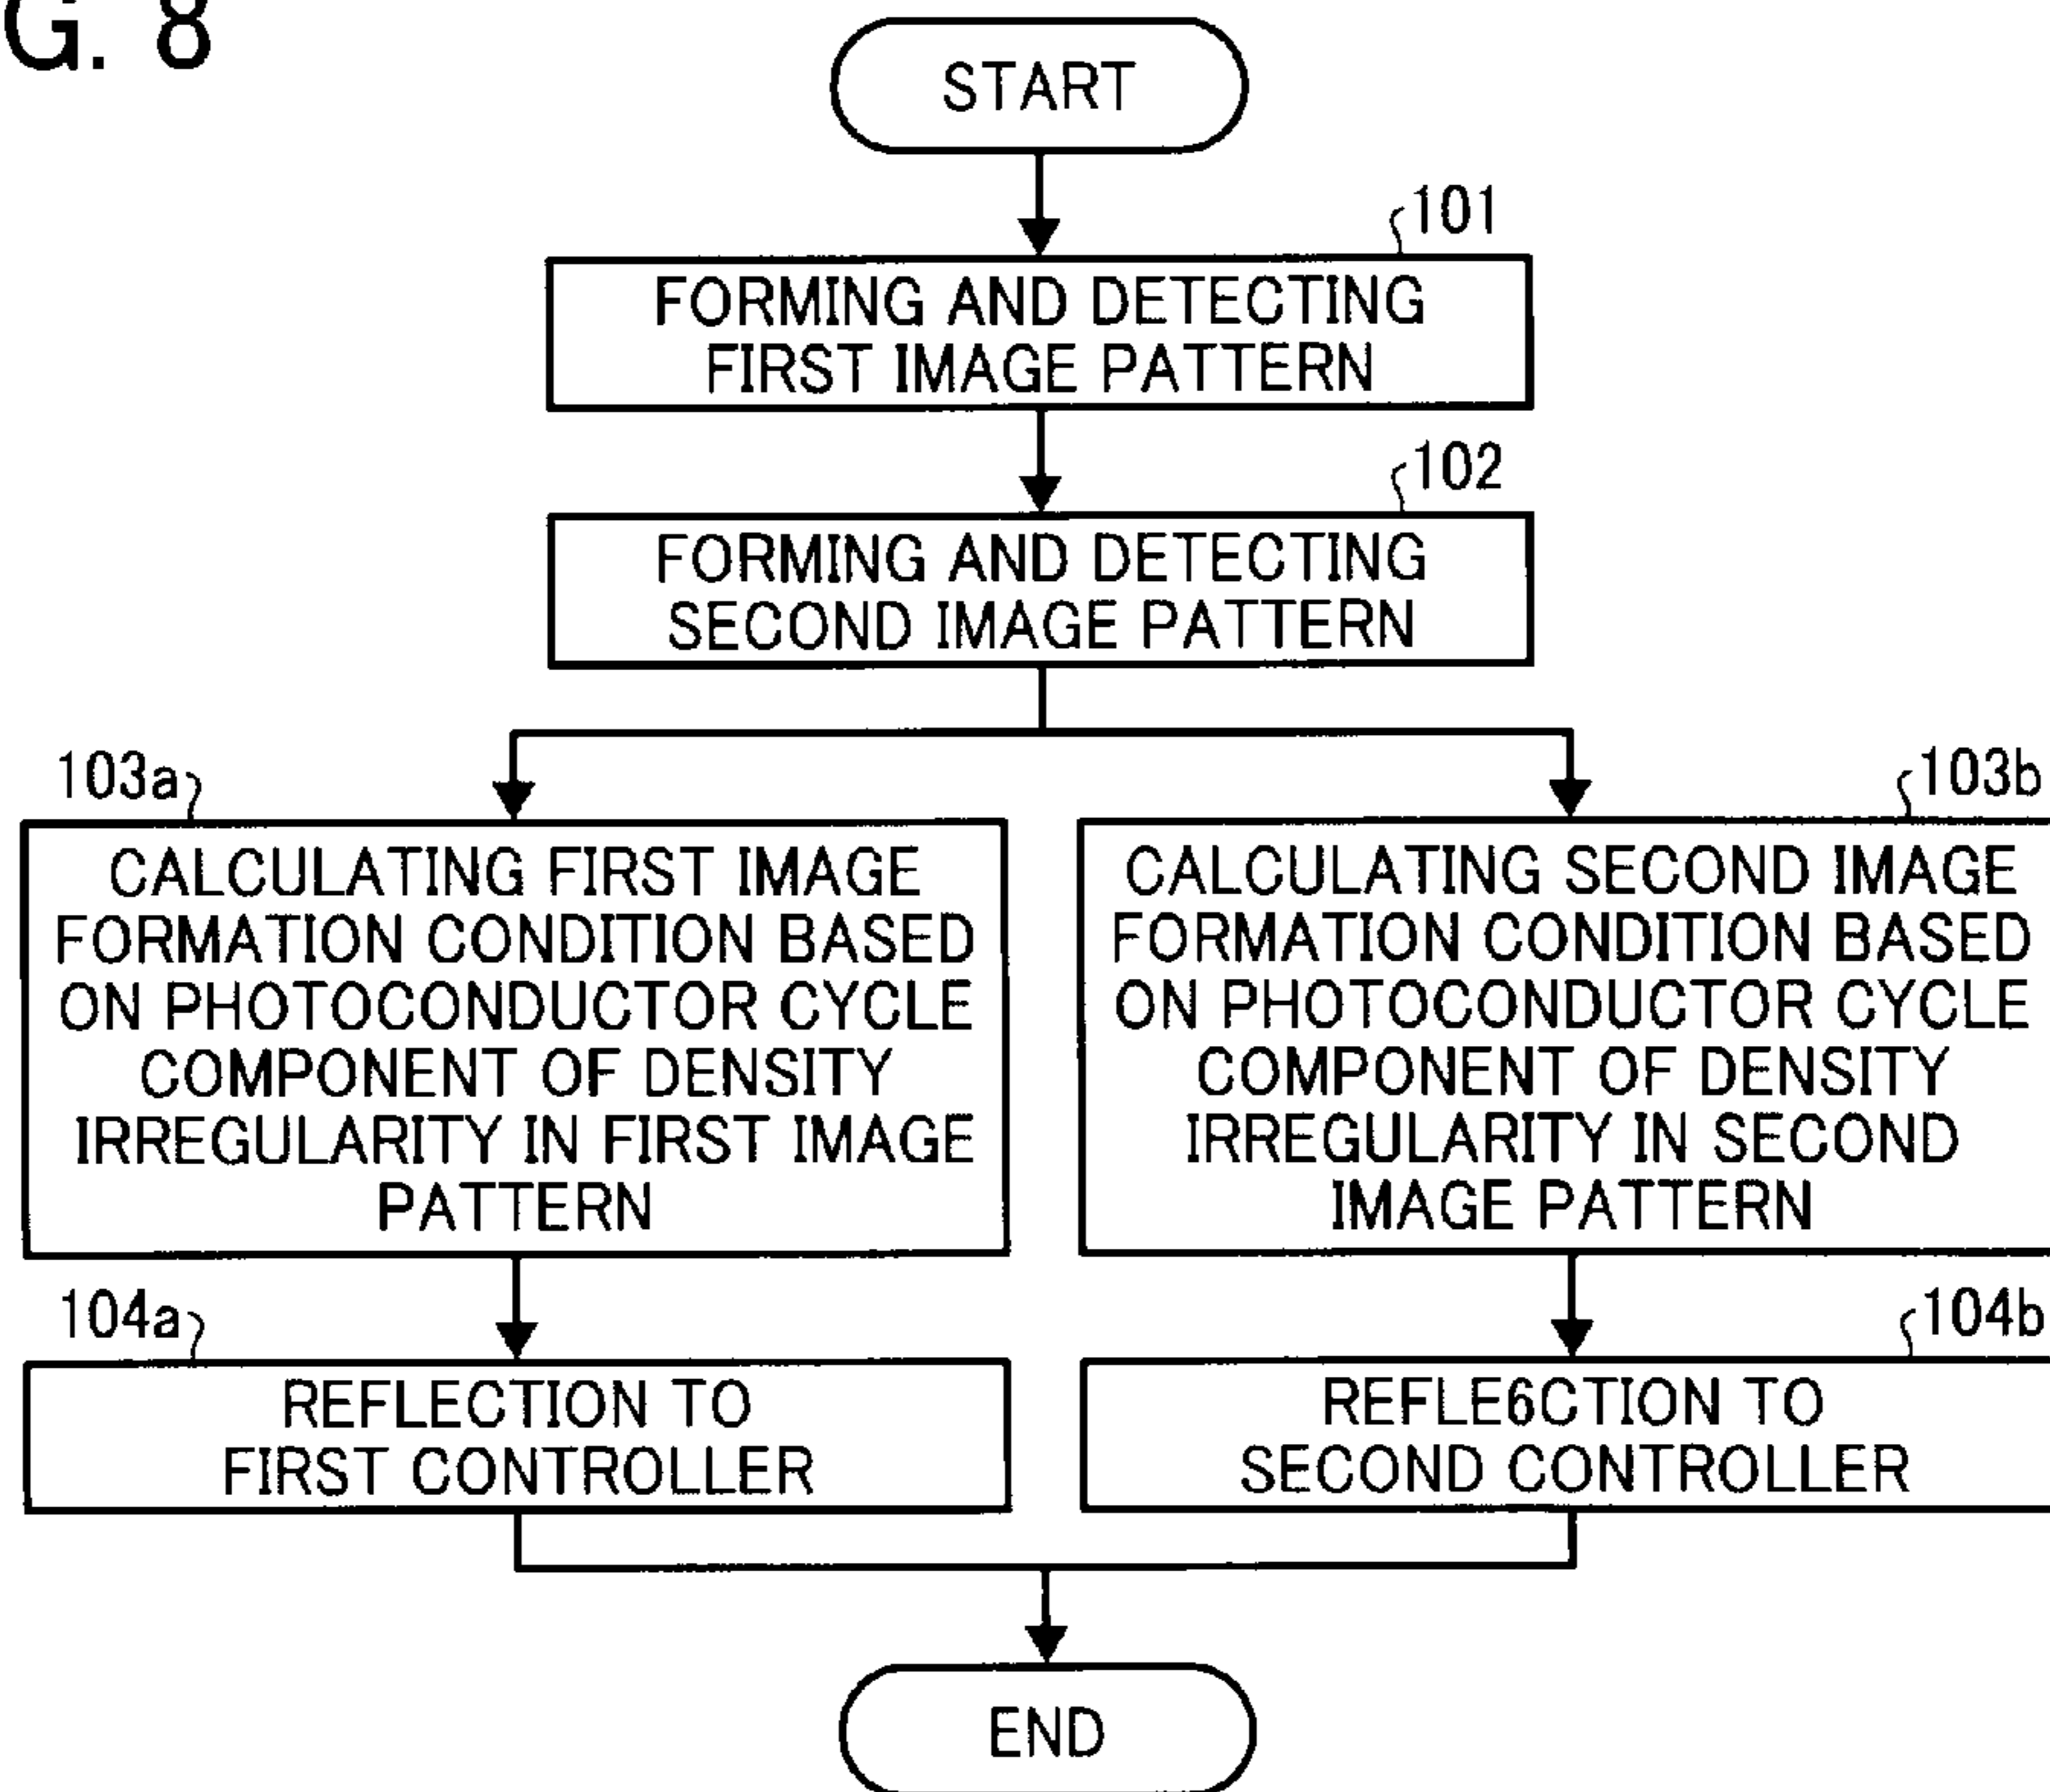 G. 8
START
101
FORMING AND DETECTING
FIRST IMAGE PATTERN
102
FORMING AND DETECTING
SECOND IMAGE PATTERN
103a
CALCULATING FIRST IMAGE
FORMATION CONDITION BASED
ON PHOTOCONDUCTOR CYCLE
COMPONENT OF DENSITY
IRREGULARITY IN FIRST IMAGE
PATTERN
103b
CALCULATING SECOND IMAGE
FORMATION CONDITION BASED
ON PHOTOCONDUCTOR CYCLE
COMPONENT OF DENSITY
IRREGULARITY IN SECOND
IMAGE PATTERN
104a
REFLECTION TO
FIRST CONTROLLER
104b
REFLE6CTION TO
SECOND CONTROLLER
END